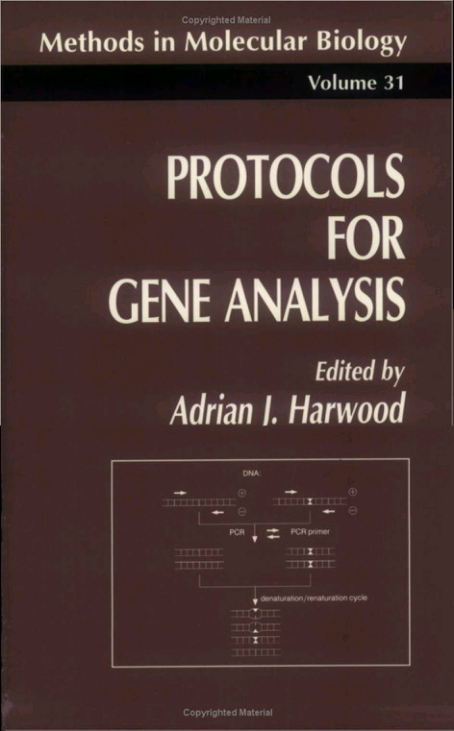 Copyrighted Material
Methods in Molecular Biology
Volume 31
PROTOCOLS
FOR
GENE ANALYSIS
Edited by
Adrian J. Harwood
DNA:
+
+
−
−
PCR
PCR primer
denaturation/renaturation cycle
Copyrighted Material